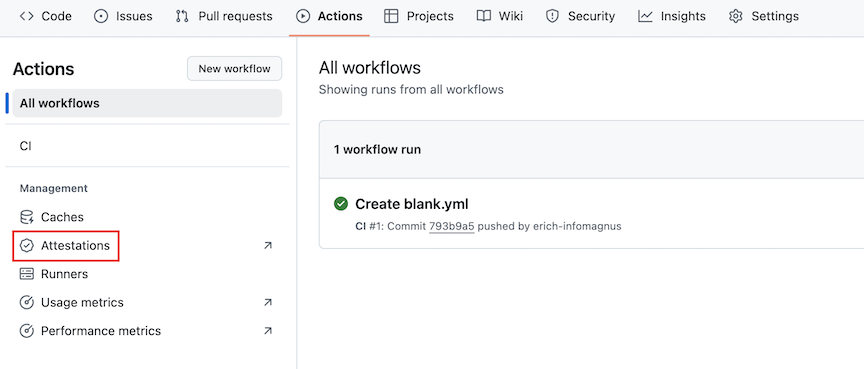 Code Issues Pull requests Actions Projects Wiki Security Insights Settings
Actions New workflow
All workflows
CI
Management
Caches
Attestations
Runners
Usage metrics
Performance metrics
All workflows
Showing runs from all workflows
1 workflow run
Create blank.yml
CI #1: Commit 793b9a5 pushed by erich-infomagnus